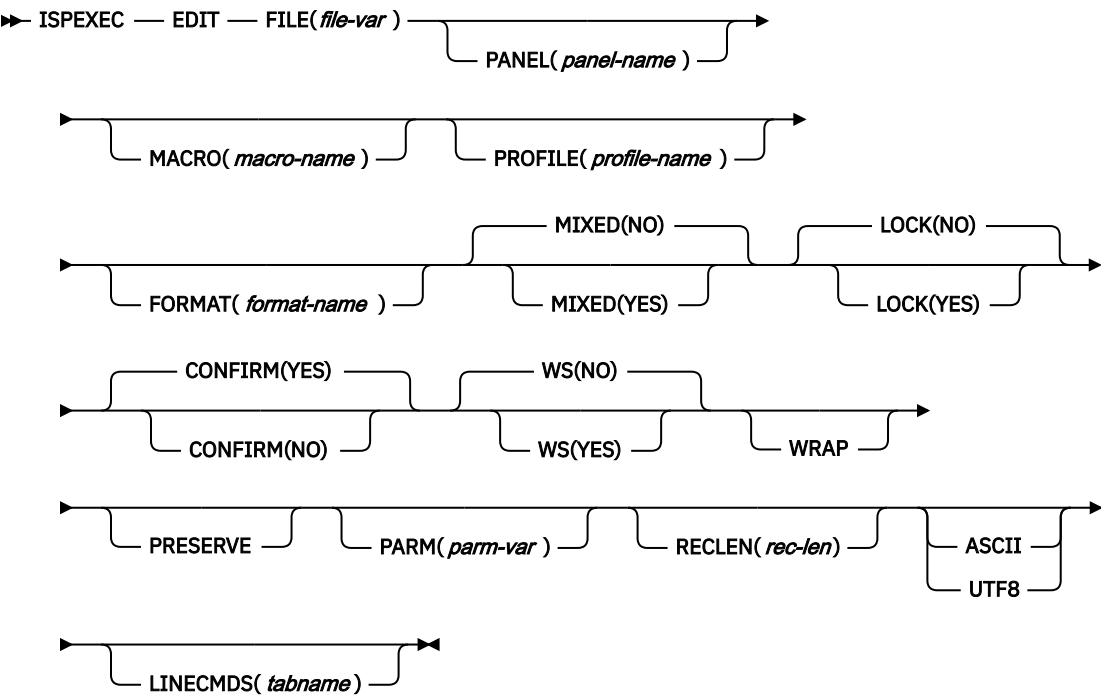 ISPEXEC EDIT FILE( file-var )
PANEL( panel-name )
MACRO( macro-name ) PROFILE( profile-name )
MIXED(NO) LOCK(NO)
FORMAT( format-name ) MIXED(YES) LOCK(YES)
CONFIRM(YES) WS(NO)
CONFIRM(NO) WS(YES) WRAP
PRESERVE PARM( parm-var ) RECLEN( rec-len ) ASCII
UTF8
LINECMDS( tabname )